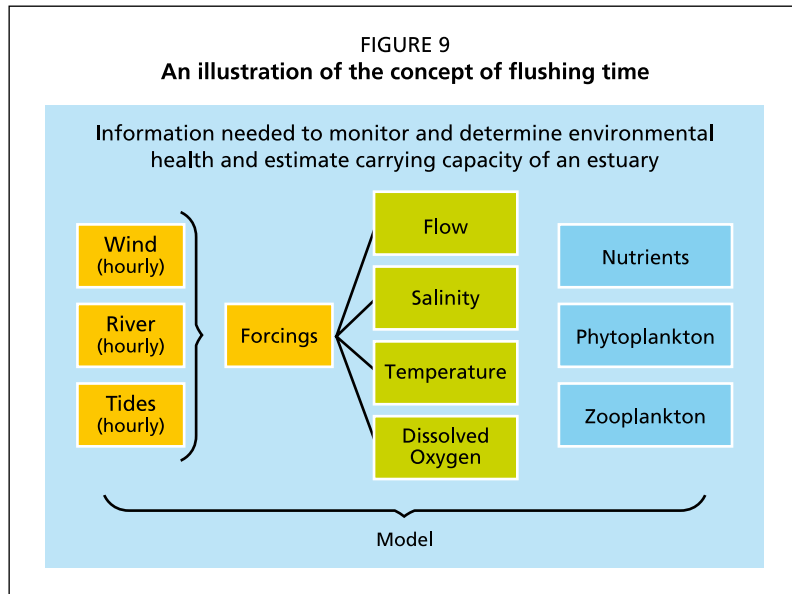 FIGURE 9
An illustration of the concept of flushing time
Information needed to monitor and determine environmental
health and estimate carrying capacity of an estuary
Wind
(hourly)
River
(hourly)
Tides
(hourly)
Forcings
Flow
Salinity
Temperature
Dissolved
Oxygen
Nutrients
Phytoplankton
Zooplankton
Model